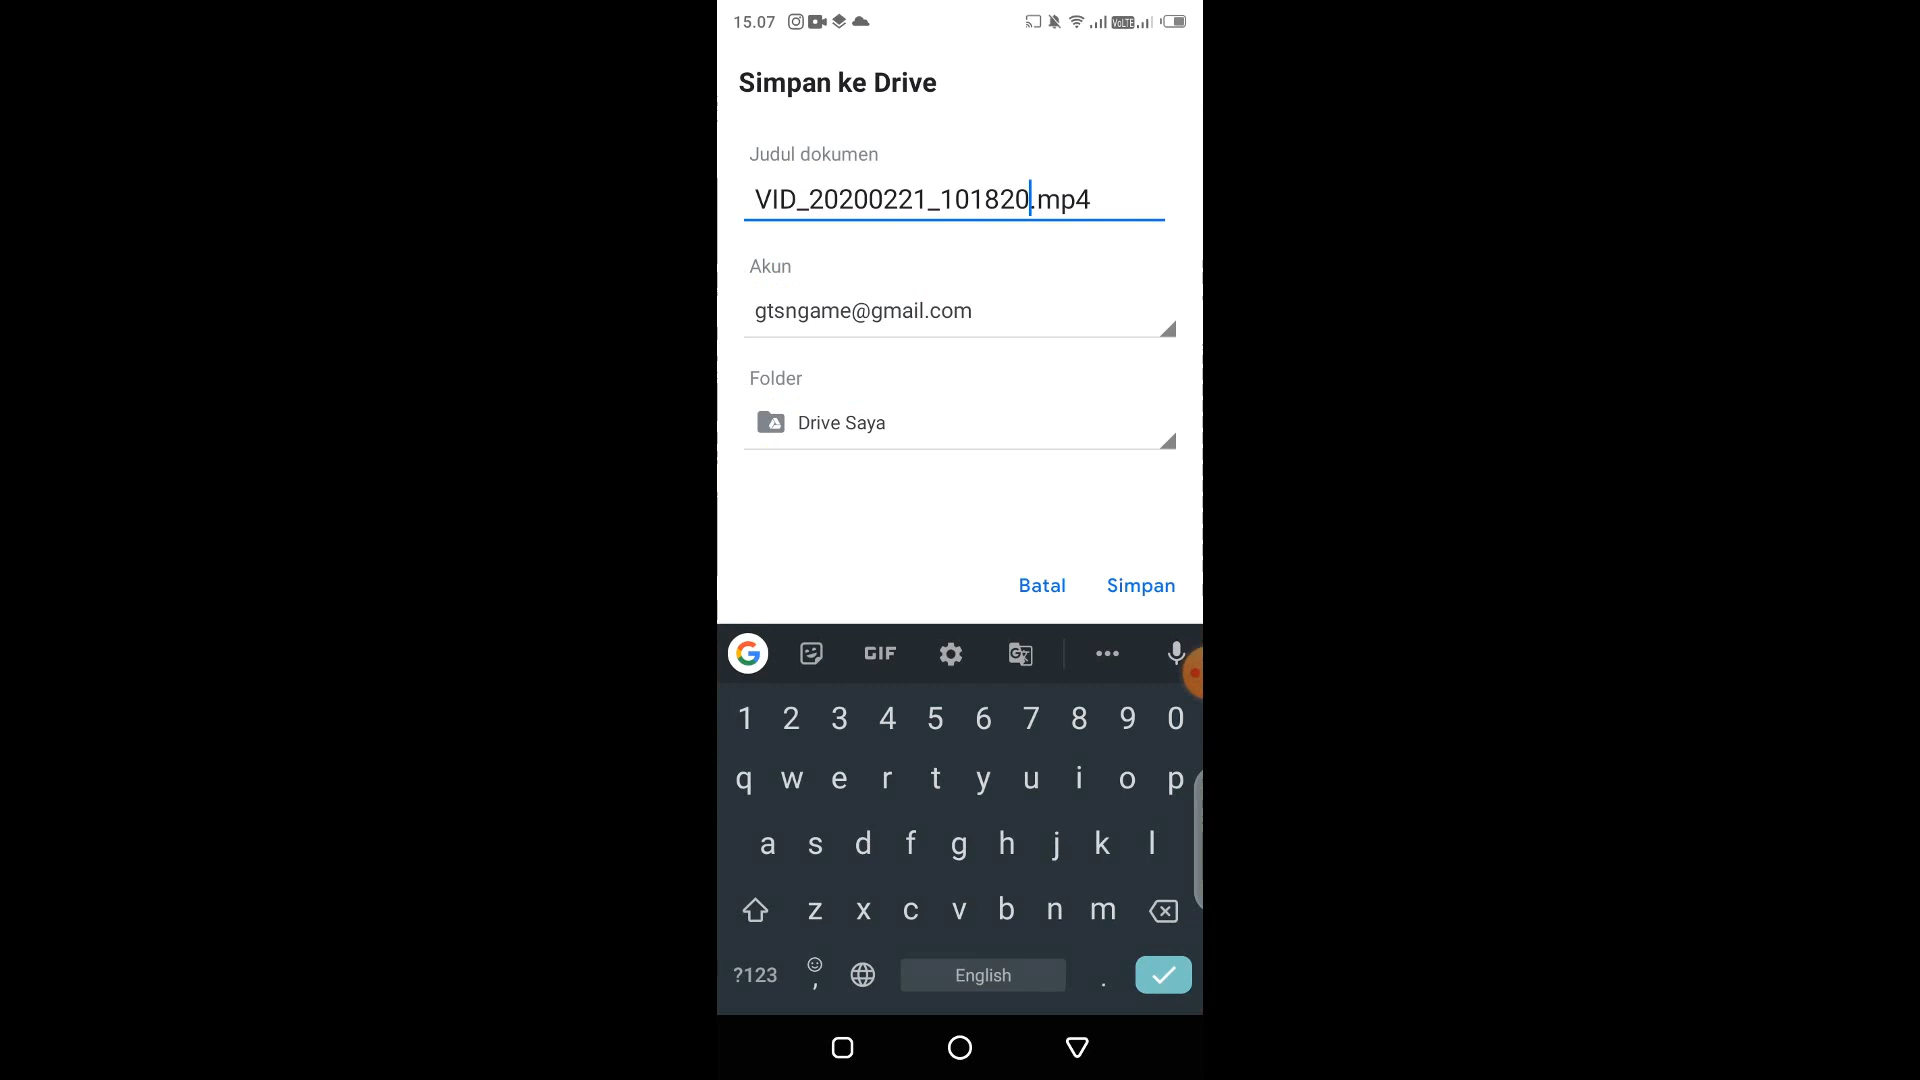 15.07
VoLTE
Simpan ke Drive
Judul dokumen
VID_20200221_101820.mp4
Akun
gtsngame@gmail.com
Folder
Drive Saya
Batal Simpan
G GIF G
1 2 3 4 5 6 7 8 9 0
q w e r t y u i o p
a s d f g h j k l
z x c v b n m
?123 , English .